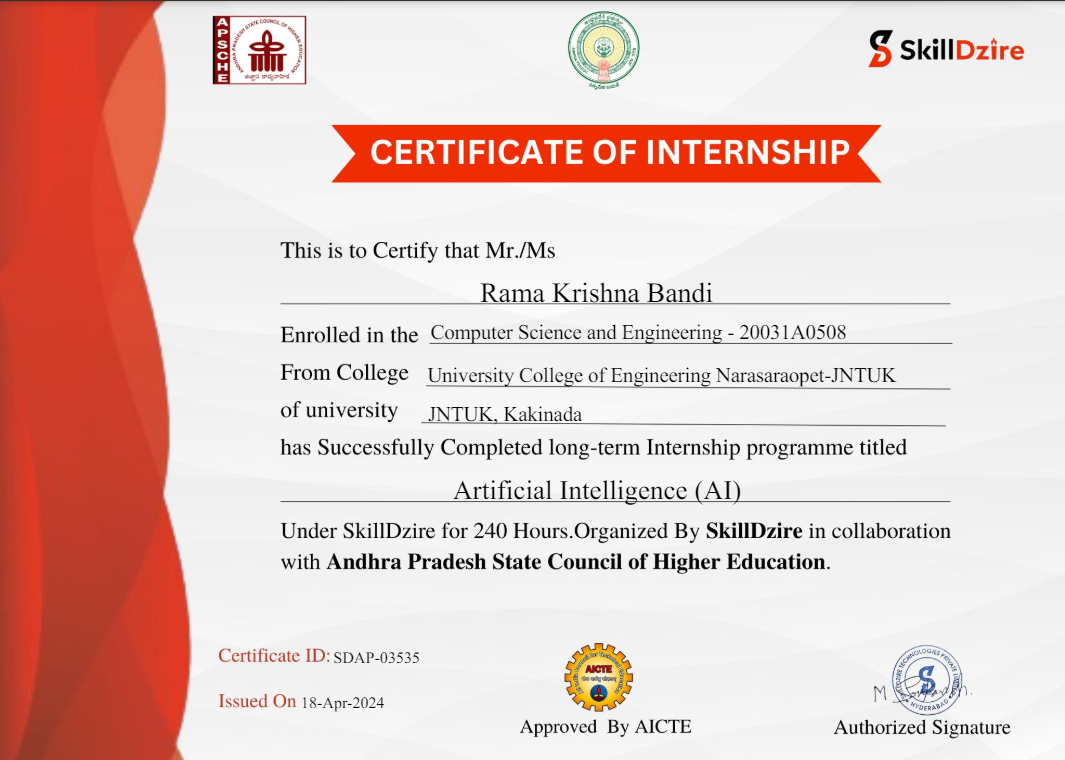 APSCHE
ANDHRA PRADESH STATE COUNCIL OF HIGHER EDUCATION
SkillDzire
CERTIFICATE OF INTERNSHIP
This is to Certify that Mr./Ms
Rama Krishna Bandi
Enrolled in the Computer Science and Engineering - 20031A0508
From College University College of Engineering Narasaraopet-JNTUK
of university JNTUK, Kakinada
has Successfully Completed long-term Internship programme titled
Artificial Intelligence (AI)
Under SkillDzire for 240 Hours.Organized By SkillDzire in collaboration
with Andhra Pradesh State Council of Higher Education.
Certificate ID: SDAP-03535
Issued On 18-Apr-2024
AICTE
Approved By AICTE
SKILLDZIRE TECHNOLOGIES PRIVATE
HYDERABAD
Authorized Signature